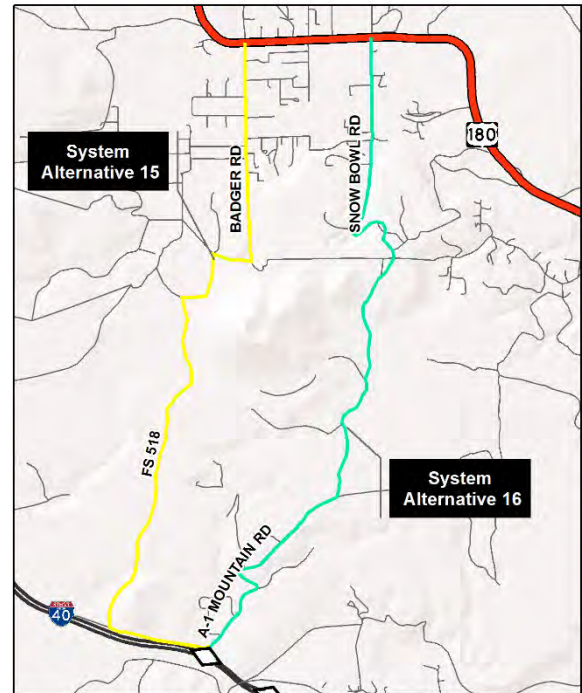 180
System
Alternative 15
BADGER RD
SNOW BOWL RD
FS 518
System
Alternative 16
A-1 MOUNTAIN RD
40